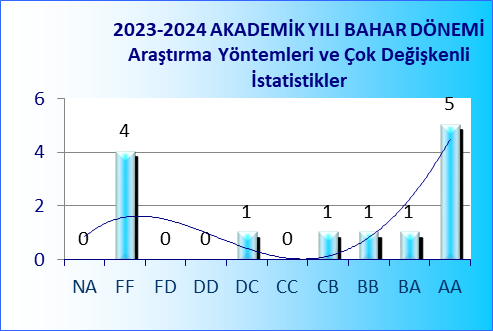 2023-2024 AKADEMİK YILI BAHAR DÖNEMİ
Araştırma Yöntemleri ve Çok Değişkenli
İstatistikler
6
4
2
0
0 4 0 0 1 0 1 1 1 5
NA FF FD DD DC CC CB BB BA AA